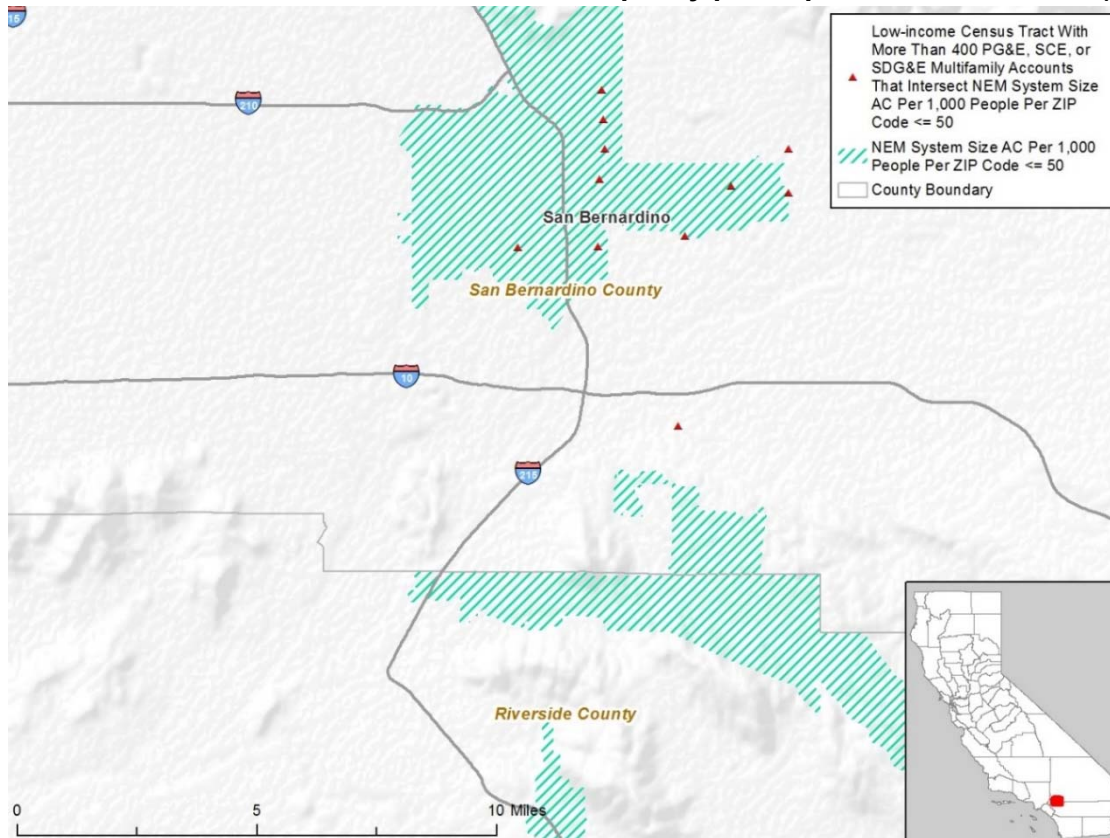 15
210
Low-income Census Tract With
More Than 400 PG&E, SCE, or
SDG&E Multifamily Accounts
That Intersect NEM System Size
AC Per 1,000 People Per ZIP
Code <= 50
NEM System Size AC Per 1,000
People Per ZIP Code <= 50
County Boundary
San Bernardino
San Bernardino County
10
215
Riverside County
0 5 10 Miles